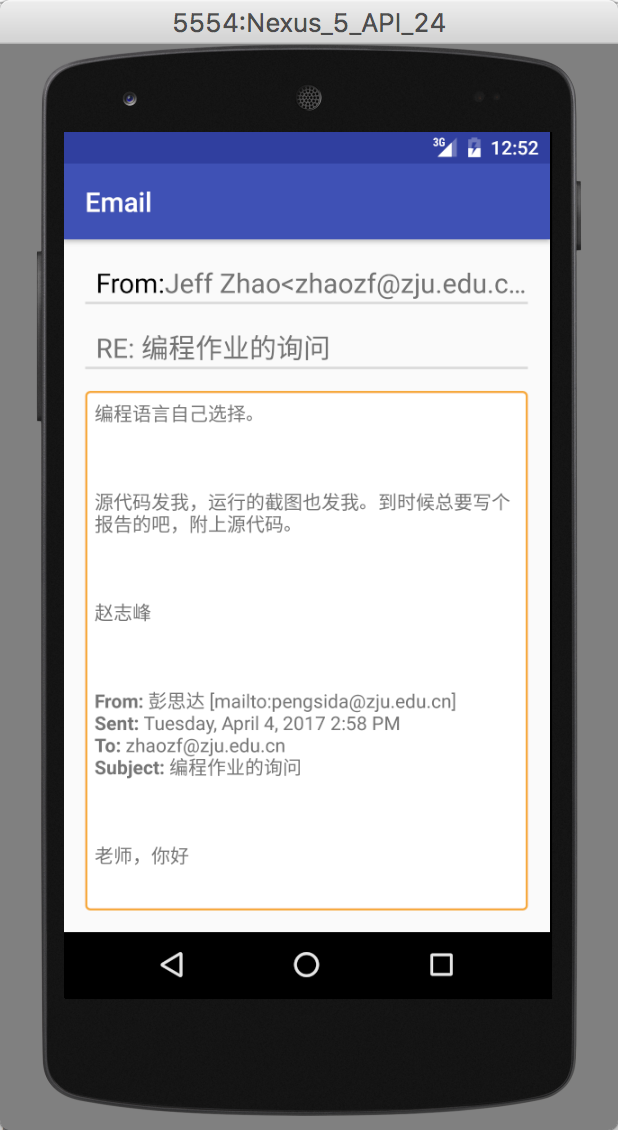 5554:Nexus_5_API_24
3G 12:52
Email
From:Jeff Zhao<zhaozf@zju.edu.c...
RE: 编程作业的询问
编程语言自己选择。
源代码发我，运行的截图也发我。到时候总要写个
报告的吧，附上源代码。
赵志峰
From: 彭思达 [mailto:pengsida@zju.edu.cn]
Sent: Tuesday, April 4, 2017 2:58 PM
To: zhaozf@zju.edu.cn
Subject: 编程作业的询问
老师，你好